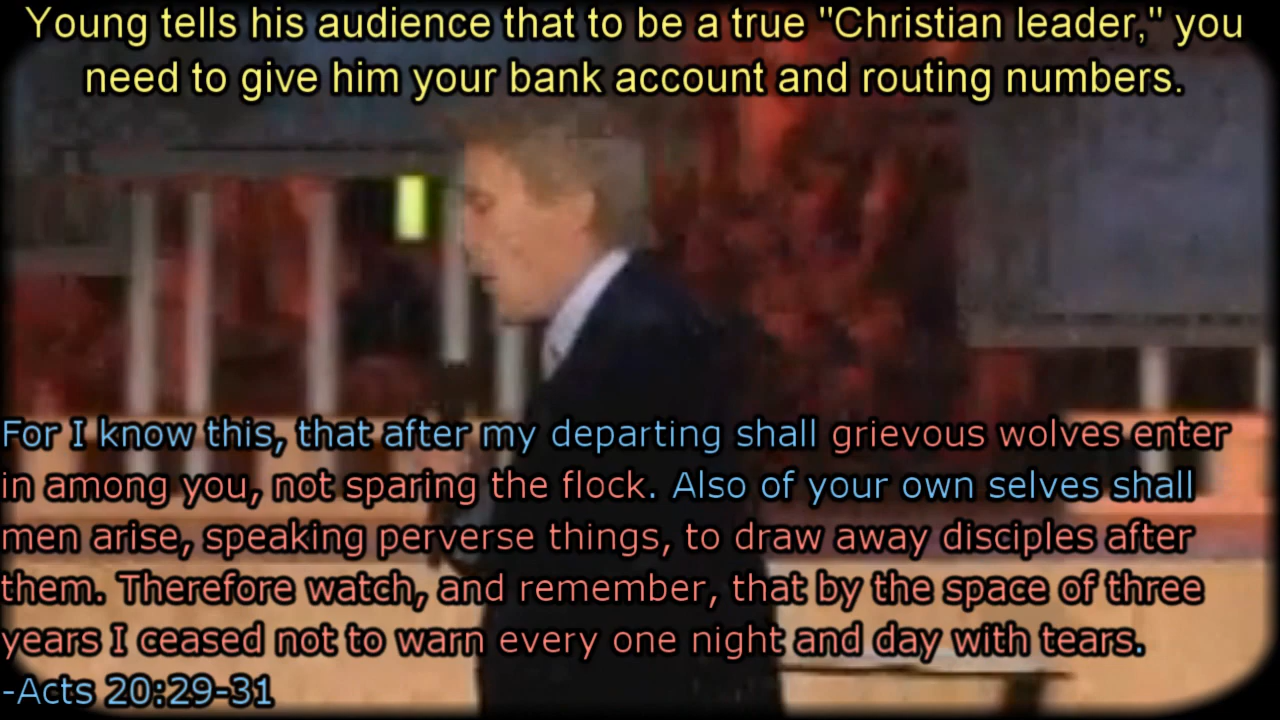 Young tells his audience that to be a true "Christian leader," you
need to give him your bank account and routing numbers.
For I know this, that after my departing shall grievous wolves enter
in among you, not sparing the flock. Also of your own selves shall
men arise, speaking perverse things, to draw away disciples after
them. Therefore watch, and remember, that by the space of three
years I ceased not to warn every one night and day with tears.
-Acts 20:29-31